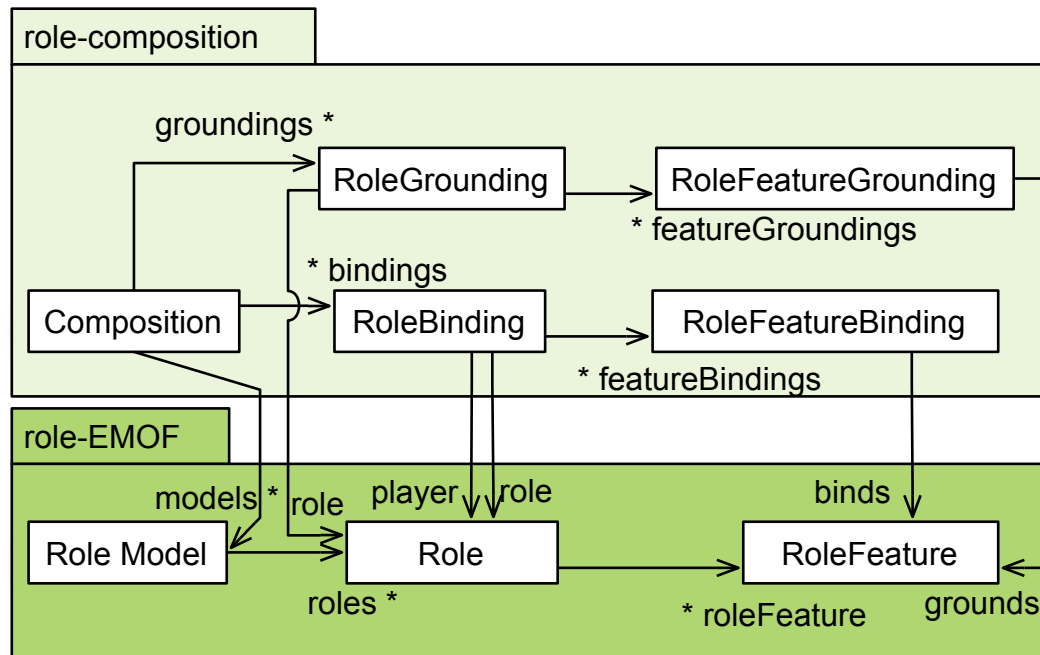 role-composition
groundings *
RoleGrounding
RoleFeatureGrounding
* featureGroundings
* bindings
Composition
RoleBinding
RoleFeatureBinding
* featureBindings
role-EMOF
models *
role
player
role
binds
Role Model
Role
RoleFeature
roles *
* roleFeature
grounds